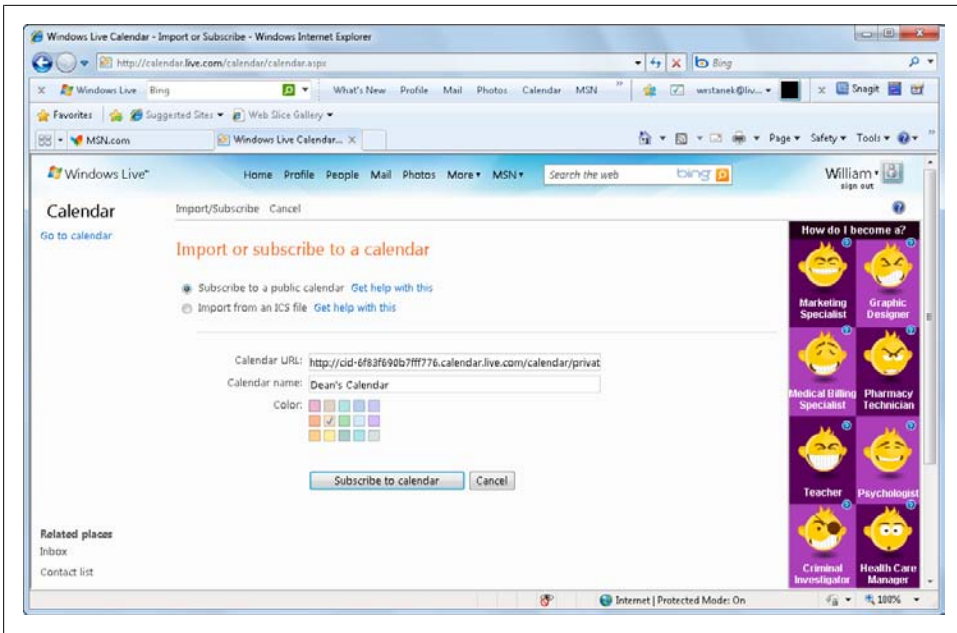 Windows Live Calendar - Import or Subscribe - Windows Internet Explorer
http://calendar.live.com/calendar/calendar.aspx
Bing
Windows Live Bing What's New Profile Mail Photos Calendar MSN » wrstanek@liv... Snagit
Favorites Suggested Sites Web Slice Gallery
MSN.com Windows Live Calendar... Page Safety Tools »
Windows Live™ Home Profile People Mail Photos More MSN Search the web bing William
sign out
Calendar Import/Subscribe Cancel
Go to calendar
Import or subscribe to a calendar
Subscribe to a public calendar Get help with this
Import from an ICS file Get help with this
Calendar URL: http://cid-6f83f690b7fff776.calendar.live.com/calendar/privat
Calendar name: Dean's Calendar
Color:
Subscribe to calendar Cancel
Related places
Inbox
Contact list
How do I become a?
Marketing Specialist
Graphic Designer
Medical Billing Specialist
Pharmacy Technician
Teacher
Psychologist
Criminal Investigator
Health Care Manager
Internet | Protected Mode: On 100%